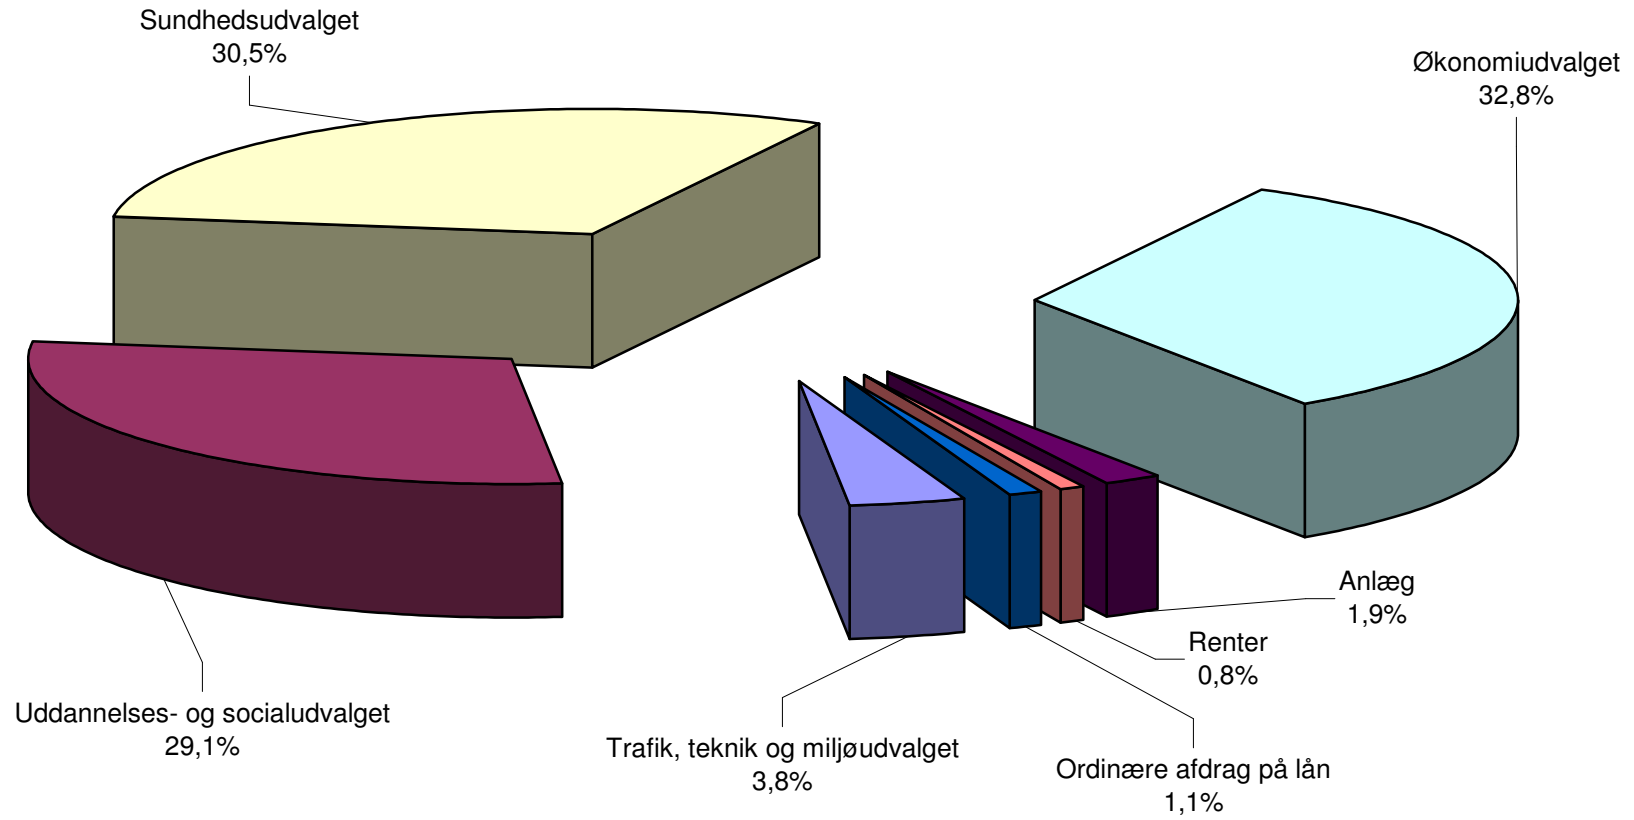 Sundhedsudvalget
30,5%
Økonomiudvalget
32,8%
Anlæg
1,9%
Renter
0,8%
Uddannelses- og socialudvalget
29,1%
Trafik, teknik og miljøudvalget
3,8%
Ordinære afdrag på lån
1,1%